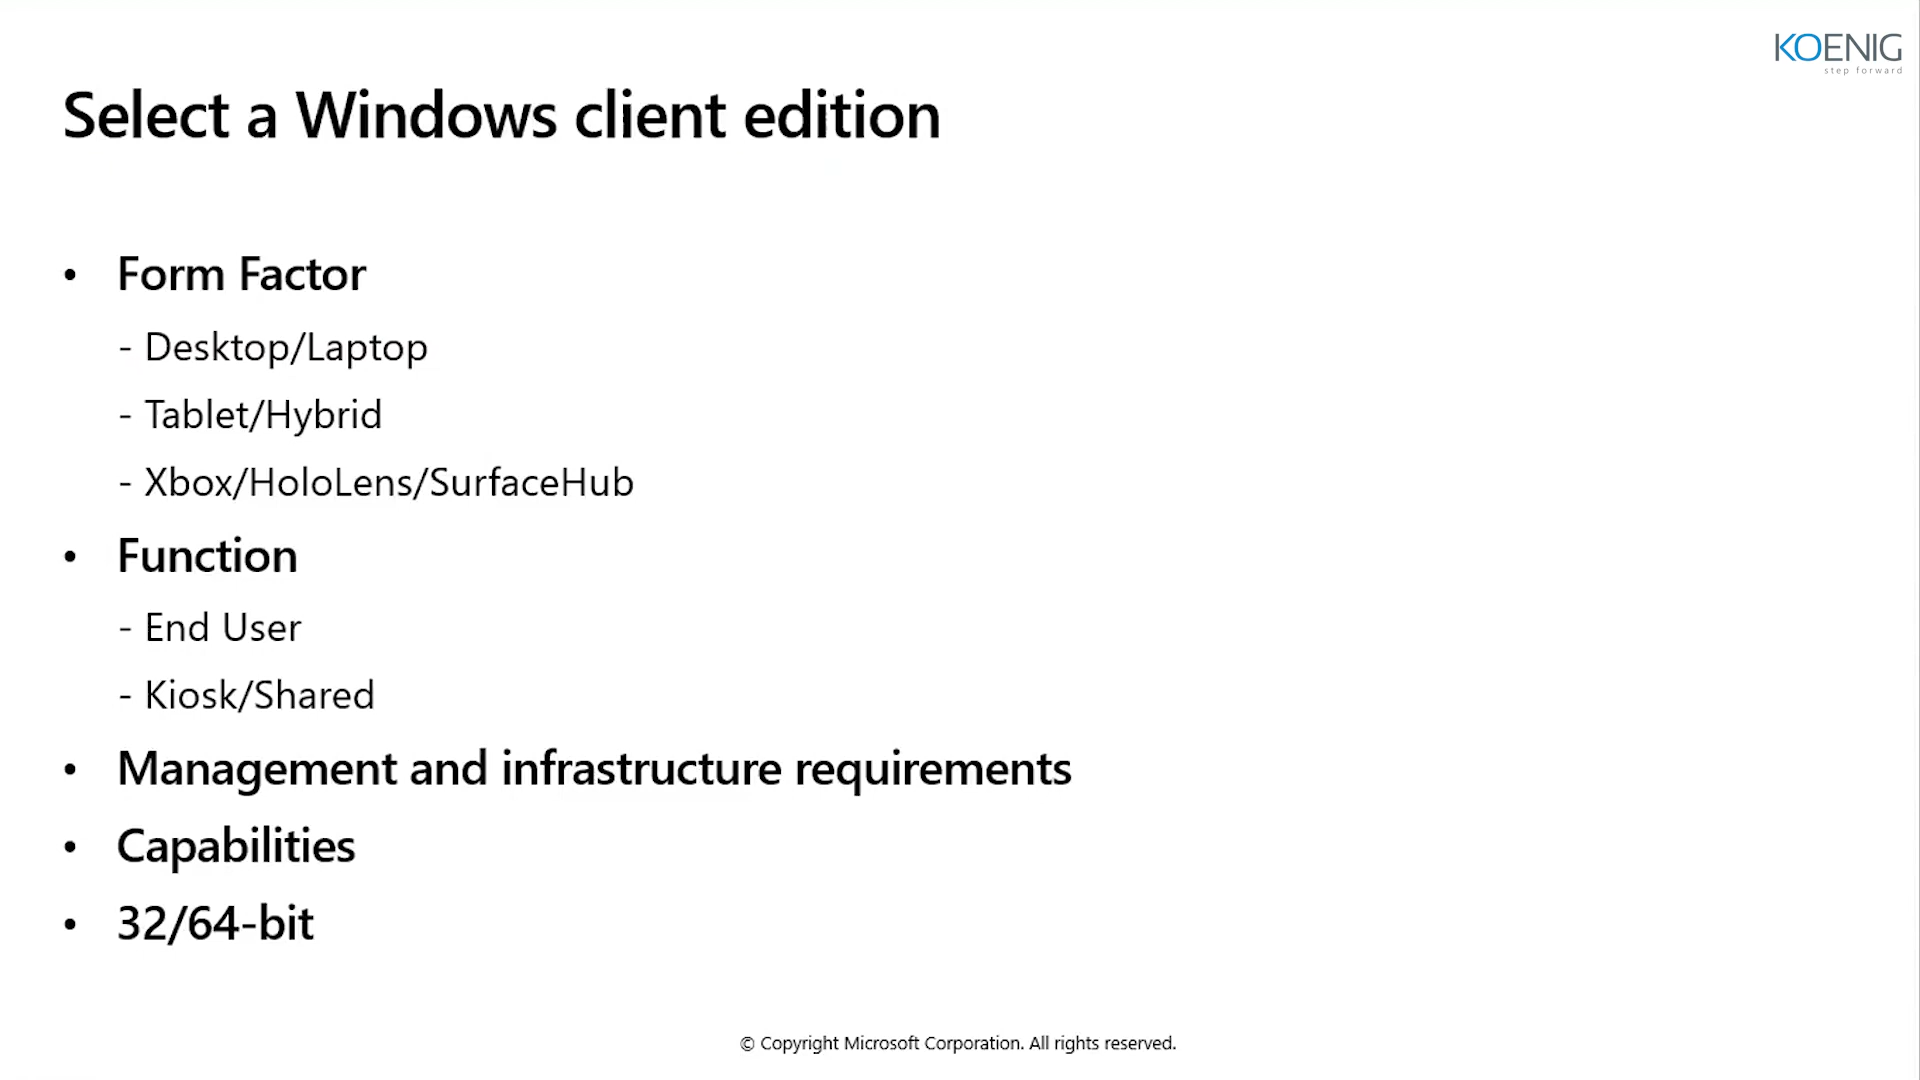 KOENIG
step forward
Select a Windows client edition
• Form Factor
- Desktop/Laptop
- Tablet/Hybrid
- Xbox/HoloLens/SurfaceHub
• Function
- End User
- Kiosk/Shared
• Management and infrastructure requirements
• Capabilities
• 32/64-bit
© Copyright Microsoft Corporation. All rights reserved.